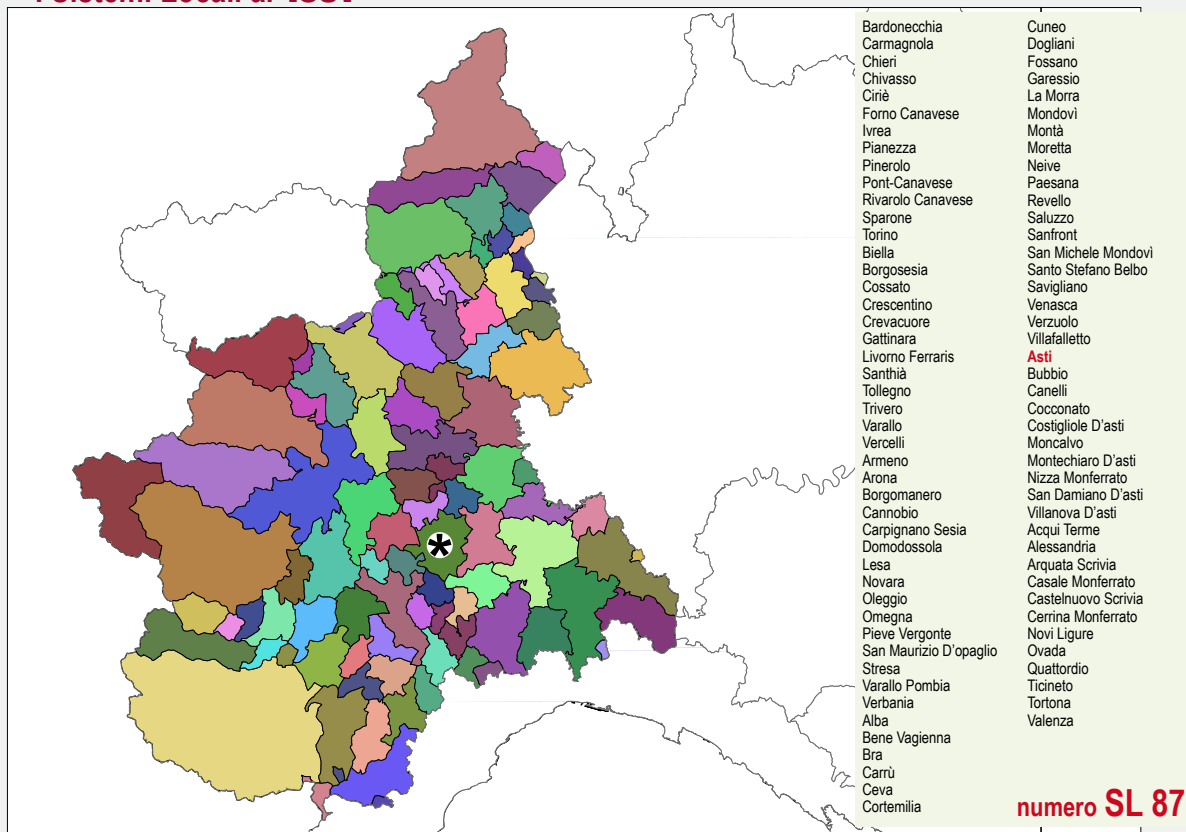 I Sistemi Locali al
Bardonecchia
Carmagnola
Chieri
Chivasso
Ciriè
Forno Canavese
Ivrea
Pianezza
Pinerolo
Pont-Canavese
Rivarolo Canavese
Sparone
Torino
Biella
Borgosesia
Cossato
Crescentino
Crevacuore
Gattinara
Livorno Ferraris
Santhià
Tollegno
Trivero
Varallo
Vercelli
Armeno
Arona
Borgomanero
Cannobio
Carpignano Sesia
Domodossola
Lesa
Novara
Oleggio
Omegna
Pieve Vergonte
San Maurizio D'opaglio
Stresa
Varallo Pombia
Verbania
Alba
Bene Vagienna
Bra
Carrù
Ceva
Cortemilia
Cuneo
Dogliani
Fossano
Garessio
La Morra
Mondovì
Montà
Moretta
Neive
Paesana
Revello
Saluzzo
Sanfront
San Michele Mondovì
Santo Stefano Belbo
Savigliano
Venasca
Verzuolo
Villafalletto
Asti
Bubbio
Canelli
Cocconato
Costigliole D'asti
Moncalvo
Montechiaro D'asti
Nizza Monferrato
San Damiano D'asti
Villanova D'asti
Acqui Terme
Alessandria
Arquata Scrivia
Casale Monferrato
Castelnuovo Scrivia
Cerrina Monferrato
Novi Ligure
Ovada
Quattordio
Ticineto
Tortona
Valenza
numero SL 87
*